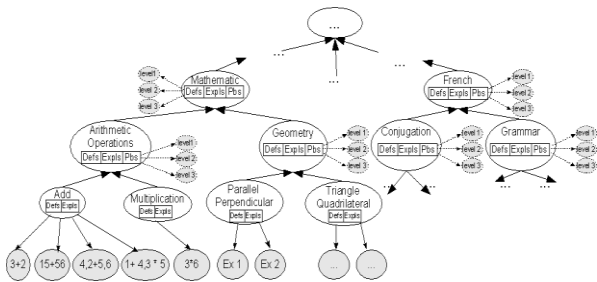 ...
... ... ... ...
Mathematic
Defs Expls Pbs
level1
level 2
level 3
French
Defs Expls Pbs
level 1
level 2
level 3
Arithmetic
Operations
Defs Expls Pbs
level 1
level 2
level 3
Geometry
Defs Expls Pbs
level 1
level 2
level 3
Conjugation
Defs Expls Pbs
level 1
level 2
level 3
Grammar
Defs Expls Pbs
level 1
level 2
level 3
... ... ... ...
Add
Defs Expls
Multiplication
Defs Expls
Parallel
Perpendicular
Defs Expls
Triangle
Quadrilateral
Defs Expls
3+2 15+56 4,2+5,6 1+ 4,3 * 5 3*6 Ex 1 Ex 2 ... ...